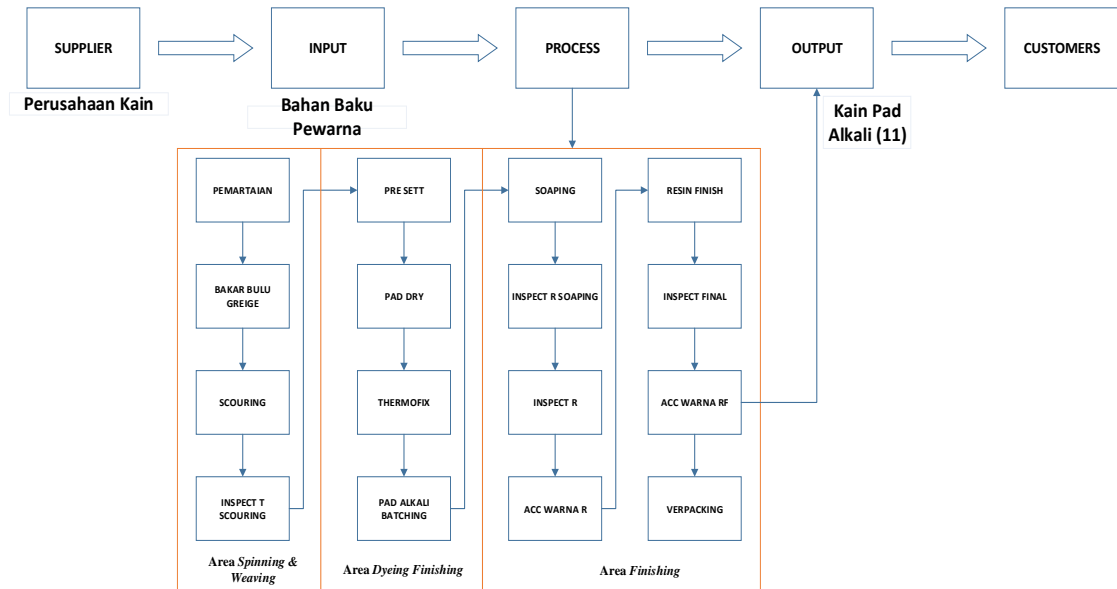 SUPPLIER
INPUT
PROCESS
OUTPUT
CUSTOMERS
Perusahaan Kain
Bahan Baku
Pewarna
Kain Pad
Alkali (11)
PEMARTAIAN
BAKAR BULU
GREIGE
SCOURING
INSPECT T
SCOURING
Area Spinning &
Weaving
PRE SETT
PAD DRY
THERMOFIX
PAD ALKALI
BATCHING
Area Dyeing Finishing
SOAPING
INSPECT R SOAPING
INSPECT R
ACC WARNA R
RESIN FINISH
INSPECT FINAL
ACC WARNA RF
VERPACKING
Area Finishing